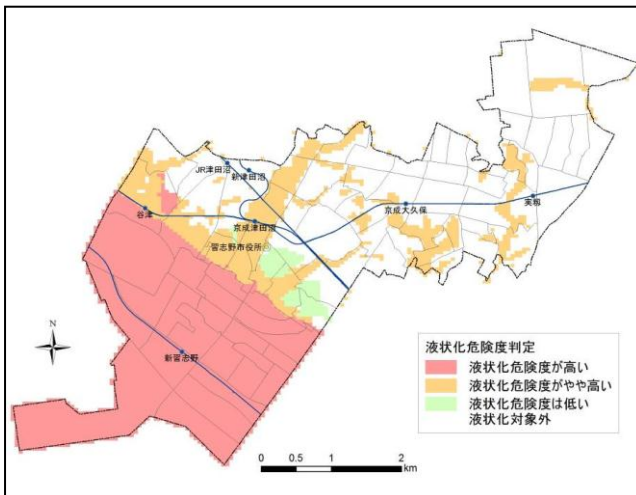 JR津田沼
新津田沼
谷津
京成津田沼
習志野市役所
京成大久保
実籾
新習志野
N
液状化危険度判定
液状化危険度が高い
液状化危険度がやや高い
液状化危険度は低い
液状化対象外
0 0.5 1 2
km